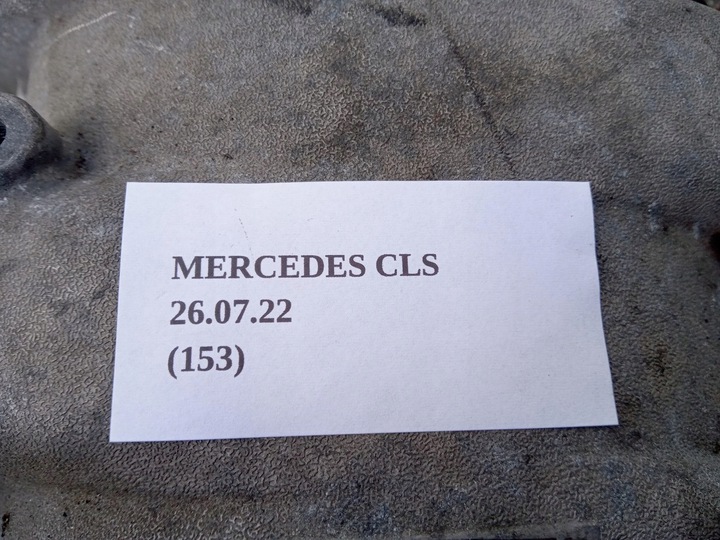 MERCEDES CLS
26.07.22
(153)